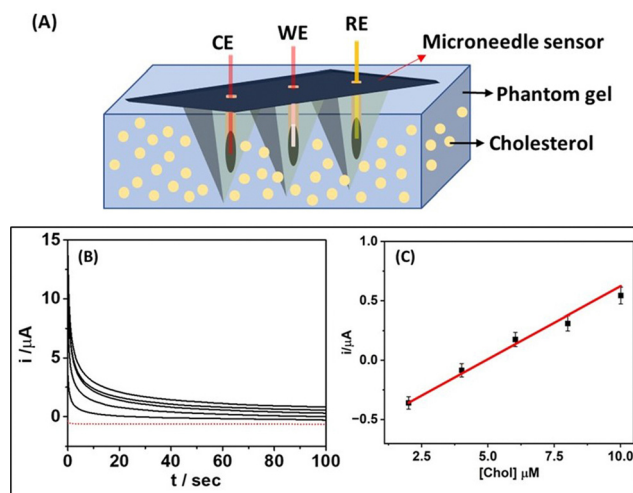 (A)
CE
WE
RE
Microneedle sensor
Phantom gel
Cholesterol
(B)
15
10
5
0
i /µA
0 20 40 60 80 100
t / sec
(C)
1.0
0.5
0.0
−0.5
i/µA
2.5 5.0 7.5 10.0
[Chol] µM